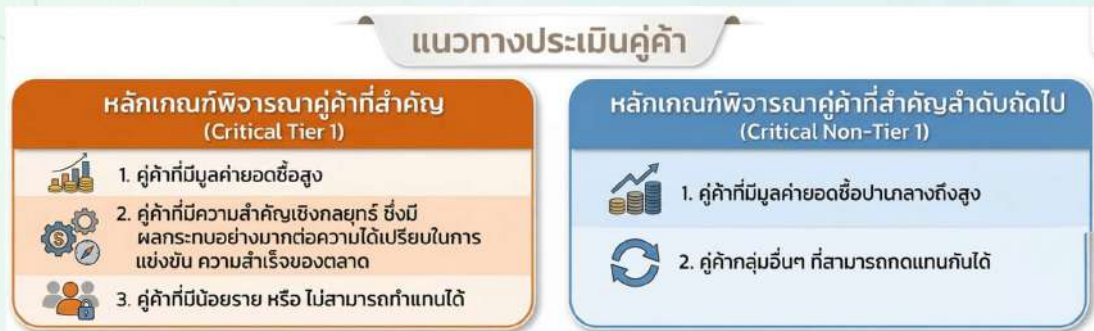 แนวทางประเมินคู่ค้า
หลักเกณฑ์พิจารณาคู่ค้าที่สำคัญ
(Critical Tier 1)
1. คู่ค้าที่มีมูลค่ายอดซื้อสูง
2. คู่ค้าที่มีความสำคัญเชิงกลยุทธ์ ซึ่งมี
ผลกระทบอย่างมากต่อความได้เปรียบในการ
แข่งขัน ความสำเร็จของตลาด
3. คู่ค้าที่มีน้อยราย หรือ ไม่สามารถทำแทนได้
หลักเกณฑ์พิจารณาคู่ค้าที่สำคัญลำดับถัดไป
(Critical Non-Tier 1)
1. คู่ค้าที่มีมูลค่ายอดซื้อปาเกลางถึงสูง
2. คู่ค้ากลุ่มอื่นๆ ที่สามารถกดแทนกันได้